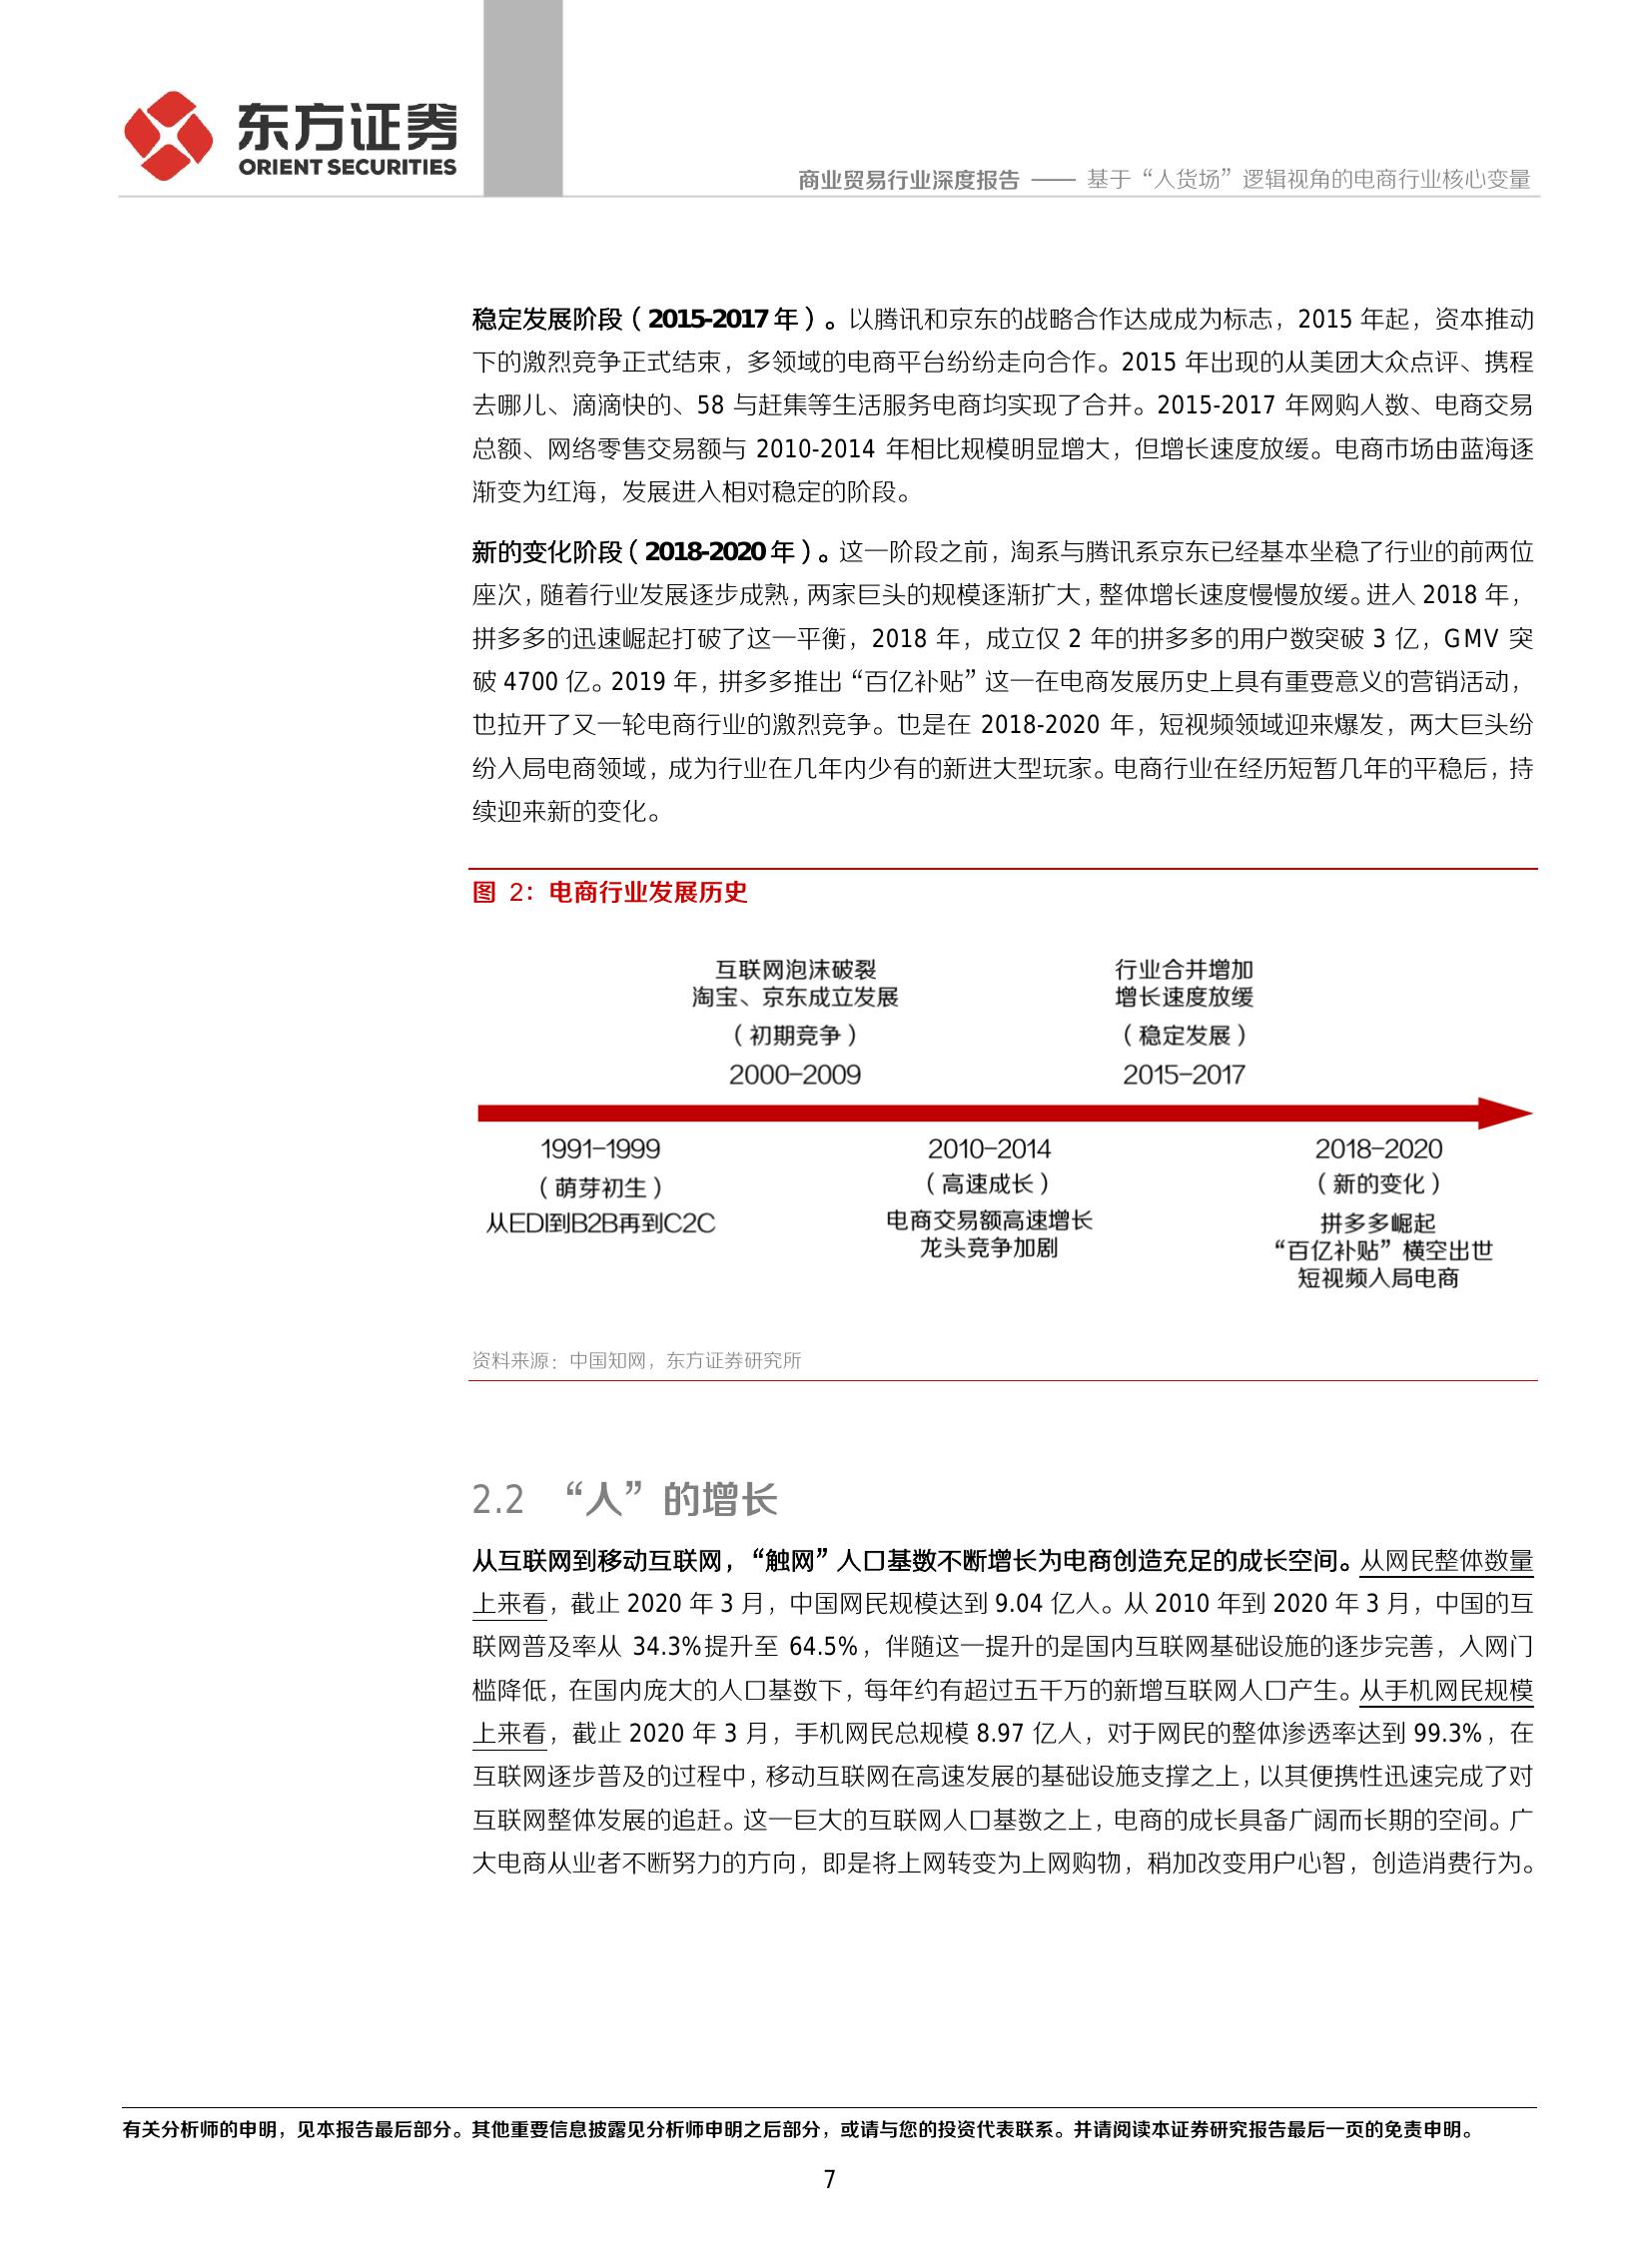 东方证券
ORIENT SECURITIES
商业贸易行业深度报告 —— 基于“人货场”逻辑视角的电商行业核心变量
稳定发展阶段（2015-2017 年）。以腾讯和京东的战略合作达成成为标志，2015 年起，资本推动
下的激烈竞争正式结束，多领域的电商平台纷纷走向合作。2015 年出现的从美团大众点评、携程
去哪儿、滴滴快的、58 与赶集等生活服务电商均实现了合并。2015-2017 年网购人数、电商交易
总额、网络零售交易额与 2010-2014 年相比规模明显增大，但增长速度放缓。电商市场由蓝海逐
渐变为红海，发展进入相对稳定的阶段。
新的变化阶段（2018-2020 年）。这一阶段之前，淘系与腾讯系京东已经基本坐稳了行业的前两位
座次，随着行业发展逐步成熟，两家巨头的规模逐渐扩大，整体增长速度慢慢放缓。进入 2018 年，
拼多多的迅速崛起打破了这一平衡，2018 年，成立仅 2 年的拼多多的用户数突破 3 亿，GMV 突
破 4700 亿。2019 年，拼多多推出“百亿补贴”这一在电商发展历史上具有重要意义的营销活动，
也拉开了又一轮电商行业的激烈竞争。也是在 2018-2020 年，短视频领域迎来爆发，两大巨头纷
纷入局电商领域，成为行业在几年内少有的新进大型玩家。电商行业在经历短暂几年的平稳后，持
续迎来新的变化。
图 2：电商行业发展历史
互联网泡沫破裂
淘宝、京东成立发展
（初期竞争）
2000-2009
行业合并增加
增长速度放缓
（稳定发展）
2015-2017
1991-1999
（萌芽初生）
从EDI到B2B再到C2C
2010-2014
（高速成长）
电商交易额高速增长
龙头竞争加剧
2018-2020
（新的变化）
拼多多崛起
“百亿补贴”横空出世
短视频入局电商
资料来源：中国知网，东方证券研究所
2.2 “人”的增长
从互联网到移动互联网，“触网”人口基数不断增长为电商创造充足的成长空间。从网民整体数量
上来看，截止 2020 年 3 月，中国网民规模达到 9.04 亿人。从 2010 年到 2020 年 3 月，中国的互
联网普及率从 34.3%提升至 64.5%，伴随这一提升的是国内互联网基础设施的逐步完善，入网门
槛降低，在国内庞大的人口基数下，每年约有超过五千万的新增互联网人口产生。从手机网民规模
上来看，截止 2020 年 3 月，手机网民总规模 8.97 亿人，对于网民的整体渗透率达到 99.3%，在
互联网逐步普及的过程中，移动互联网在高速发展的基础设施支撑之上，以其便携性迅速完成了对
互联网整体发展的追赶。这一巨大的互联网人口基数之上，电商的成长具备广阔而长期的空间。广
大电商从业者不断努力的方向，即是将上网转变为上网购物，稍加改变用户心智，创造消费行为。
有关分析师的申明，见本报告最后部分。其他重要信息披露见分析师申明之后部分，或请与您的投资代表联系。并请阅读本证券研究报告最后一页的免责申明。
7